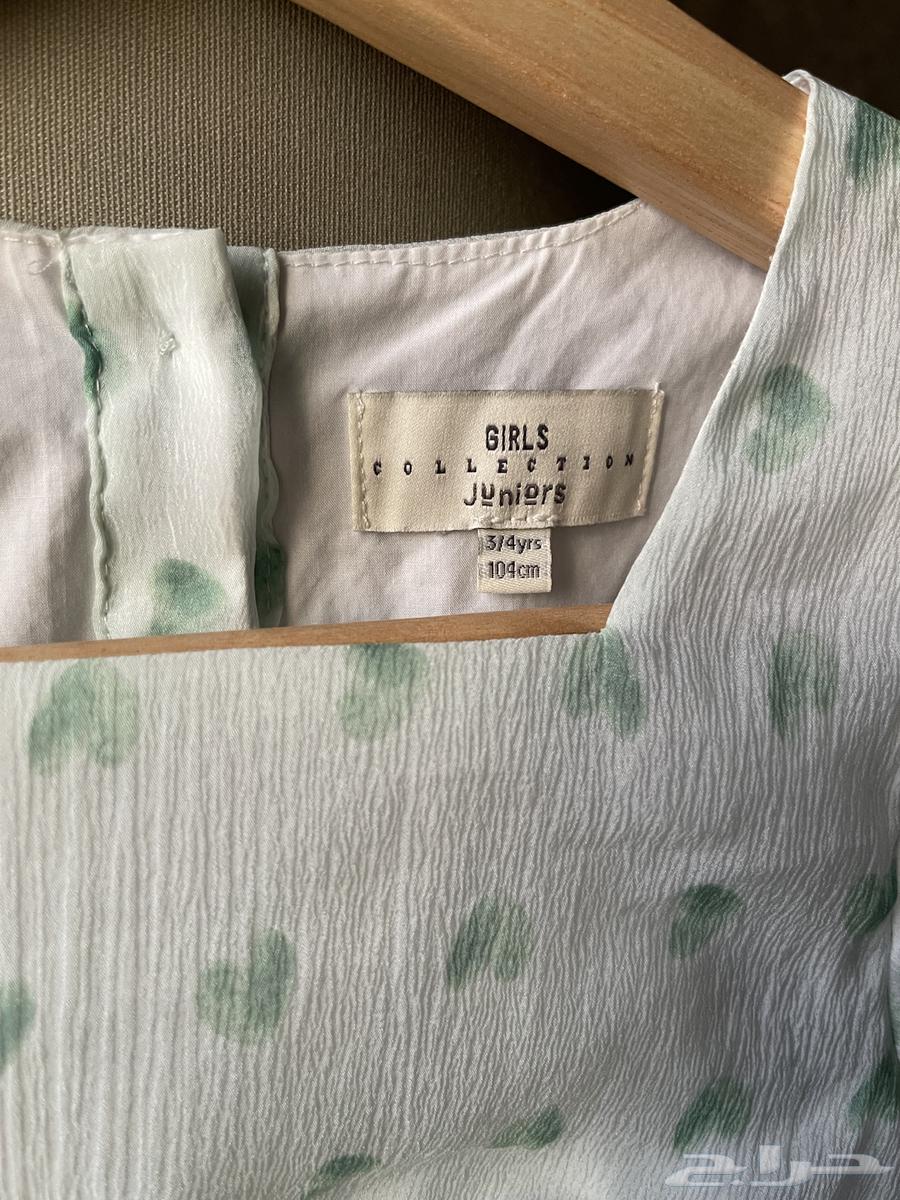 GIRLS
COLLECTION
Juniors
3/4yrs
104cm
حراج